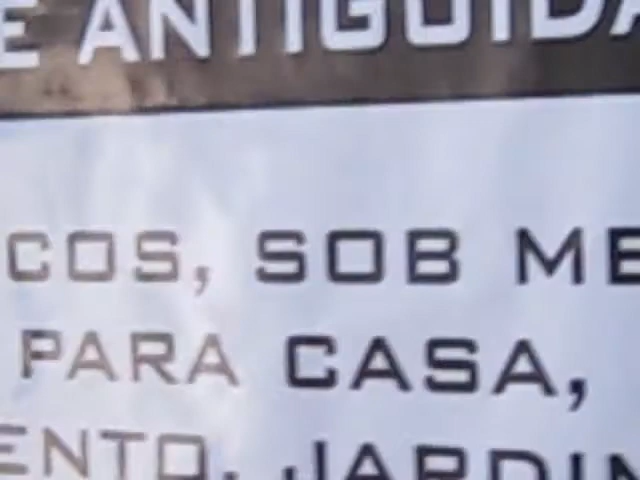 E ANTIGUIDA
COS, SOB ME
PARA CASA,
ENTO, JARDIN